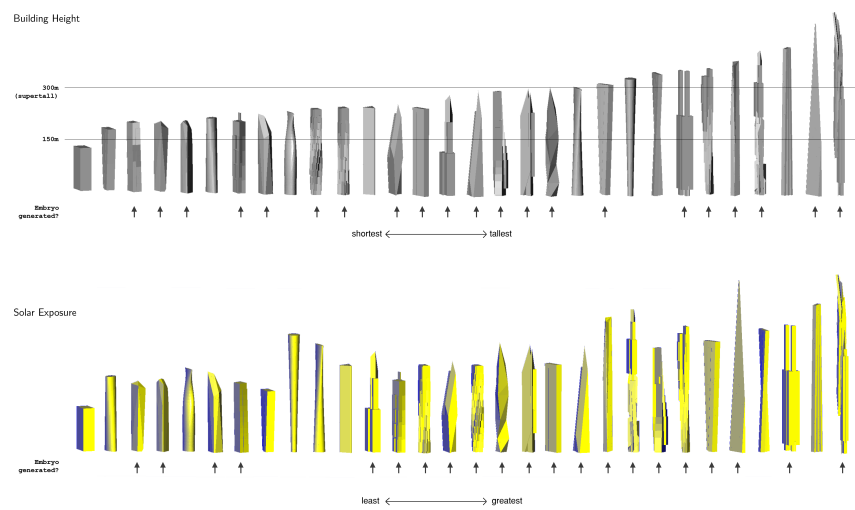 Building Height
300m
(supertall)
150m
Embryo
generated?
shortest
tallest
Solar Exposure
Embryo
generated?
least
greatest